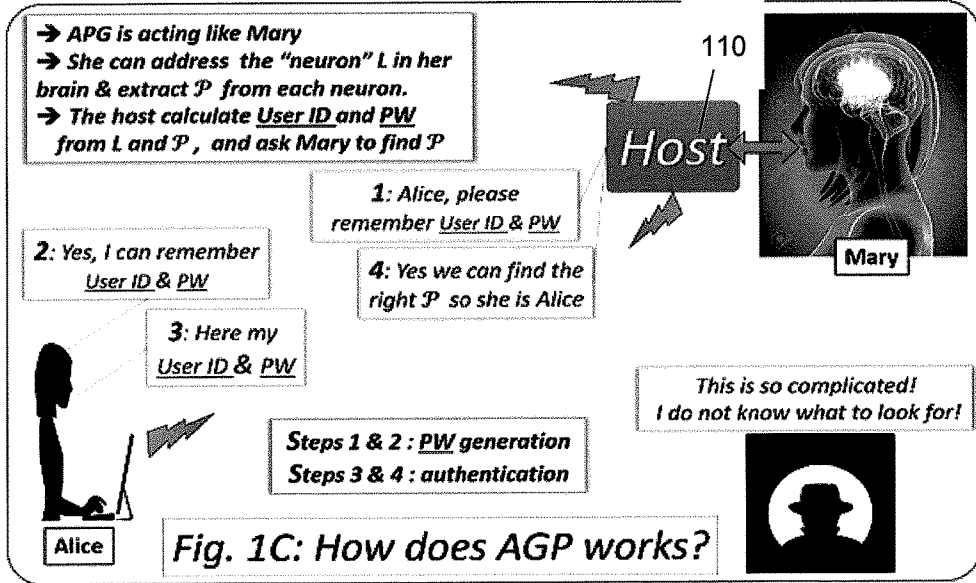 → APG is acting like Mary
→ She can address the “neuron” L in her
brain & extract 𝒫 from each neuron.
→ The host calculate User ID and PW
from L and 𝒫 , and ask Mary to find 𝒫
110
Host
Mary
1: Alice, please
remember User ID & PW
2: Yes, I can remember
User ID & PW
4: Yes we can find the
right 𝒫 so she is Alice
3: Here my
User ID & PW
This is so complicated!
I do not know what to look for!
Steps 1 & 2 : PW generation
Steps 3 & 4 : authentication
Alice
Fig. 1C: How does AGP works?